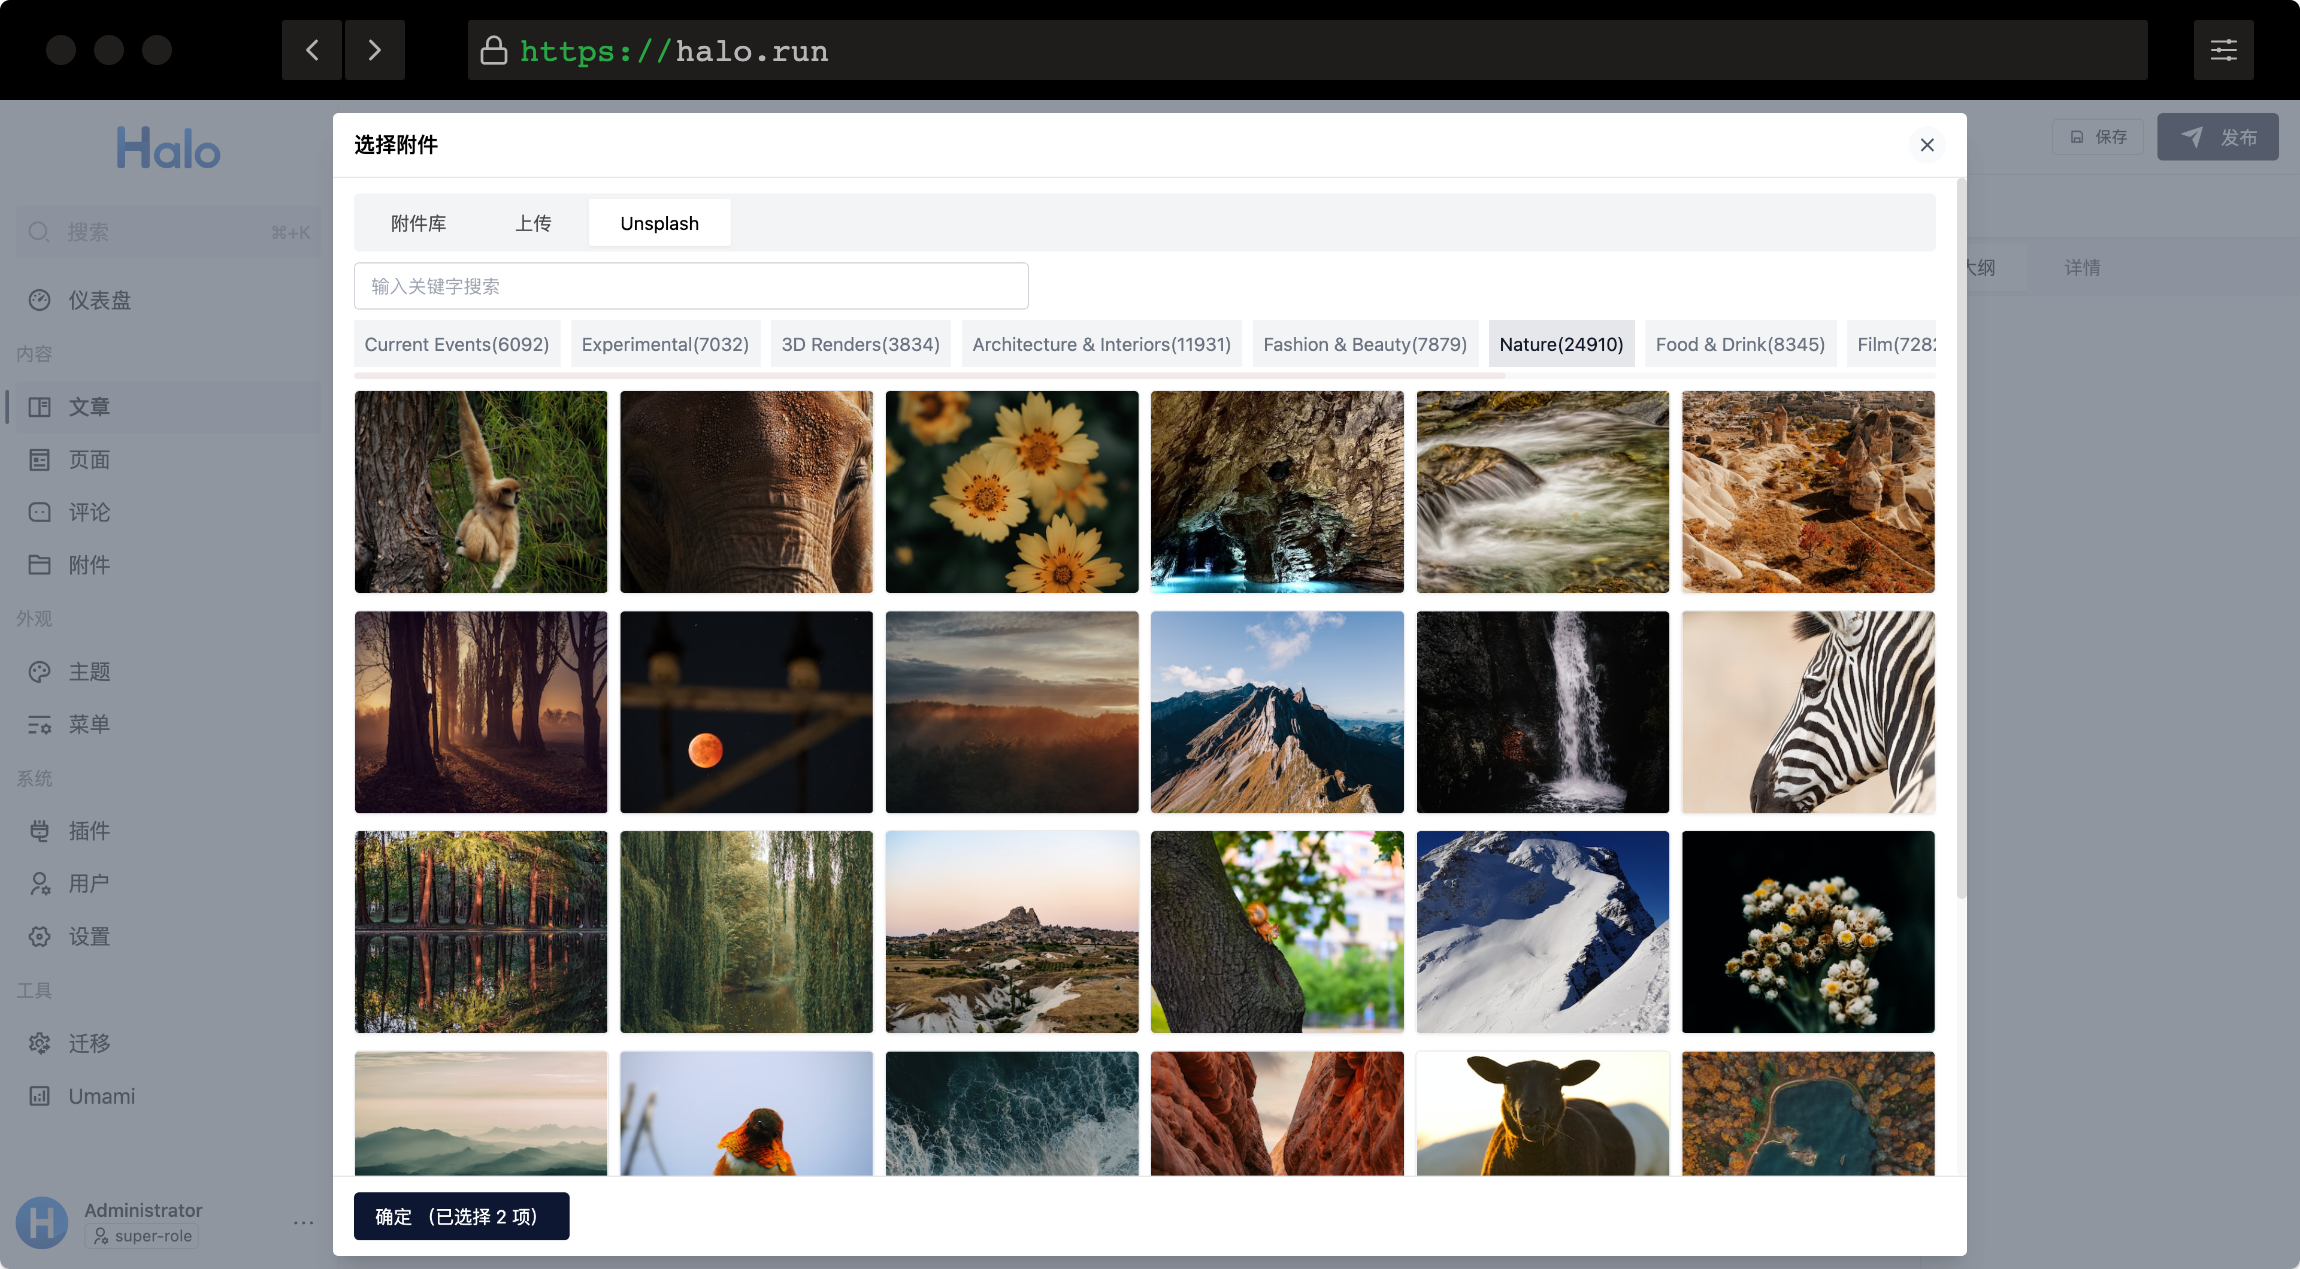 https://halo.run
Halo
搜索 ⌘+K
仪表盘
内容
文章
页面
评论
附件
外观
主题
菜单
系统
插件
用户
设置
工具
迁移
Umami
Administrator
super-role
选择附件
附件库 上传 Unsplash
输入关键字搜索
Current Events(6092) Experimental(7032) 3D Renders(3834) Architecture & Interiors(11931) Fashion & Beauty(7879) Nature(24910) Food & Drink(8345) Film(7282
确定 （已选择 2 项）
保存 发布
大纲 详情